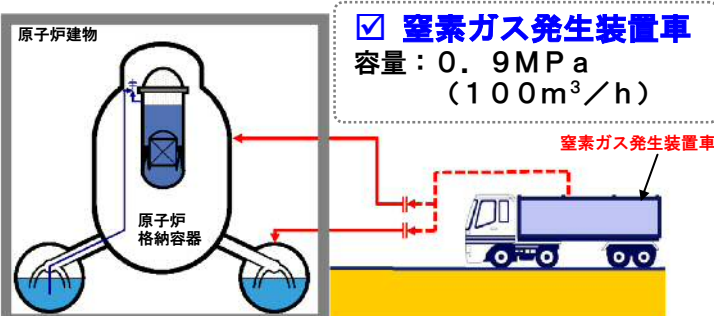 原子炉建物
☑ 窒素ガス発生装置車
容量：０．９ＭＰａ
（１００ｍ³／ｈ）
窒素ガス発生装置車
原子炉
格納容器